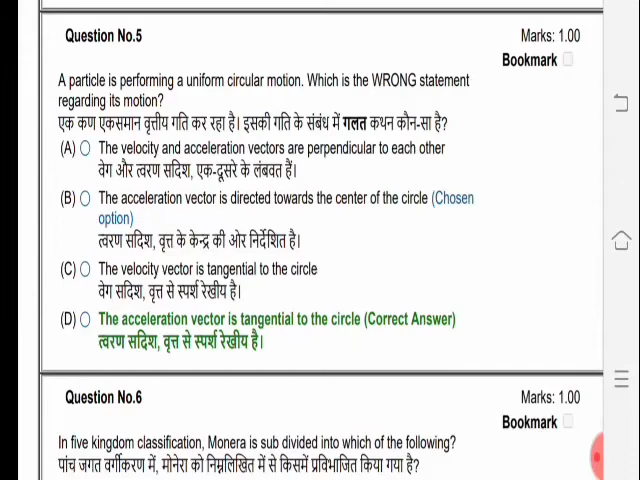 Question No.5 Marks: 1.00
Bookmark
A particle is performing a uniform circular motion. Which is the WRONG statement
regarding its motion?
एक कण एकसमान वृत्तीय गति कर रहा है। इसकी गति के संबंध में गलत कथन कौन-सा है?
(A) The velocity and acceleration vectors are perpendicular to each other
वेग और त्वरण सदिश, एक-दूसरे के लंबवत हैं।
(B) The acceleration vector is directed towards the center of the circle (Chosen
option)
त्वरण सदिश, वृत्त के केन्द्र की ओर निर्देशित है।
(C) The velocity vector is tangential to the circle
वेग सदिश, वृत्त से स्पर्श रेखीय है।
(D) The acceleration vector is tangential to the circle (Correct Answer)
त्वरण सदिश, वृत्त से स्पर्श रेखीय है।
Question No.6 Marks: 1.00
Bookmark
In five kingdom classification, Monera is sub divided into which of the following?
पांच जगत वर्गीकरण में, मोनेरा को निम्नलिखित में से किसमें प्रविभाजित किया गया है?